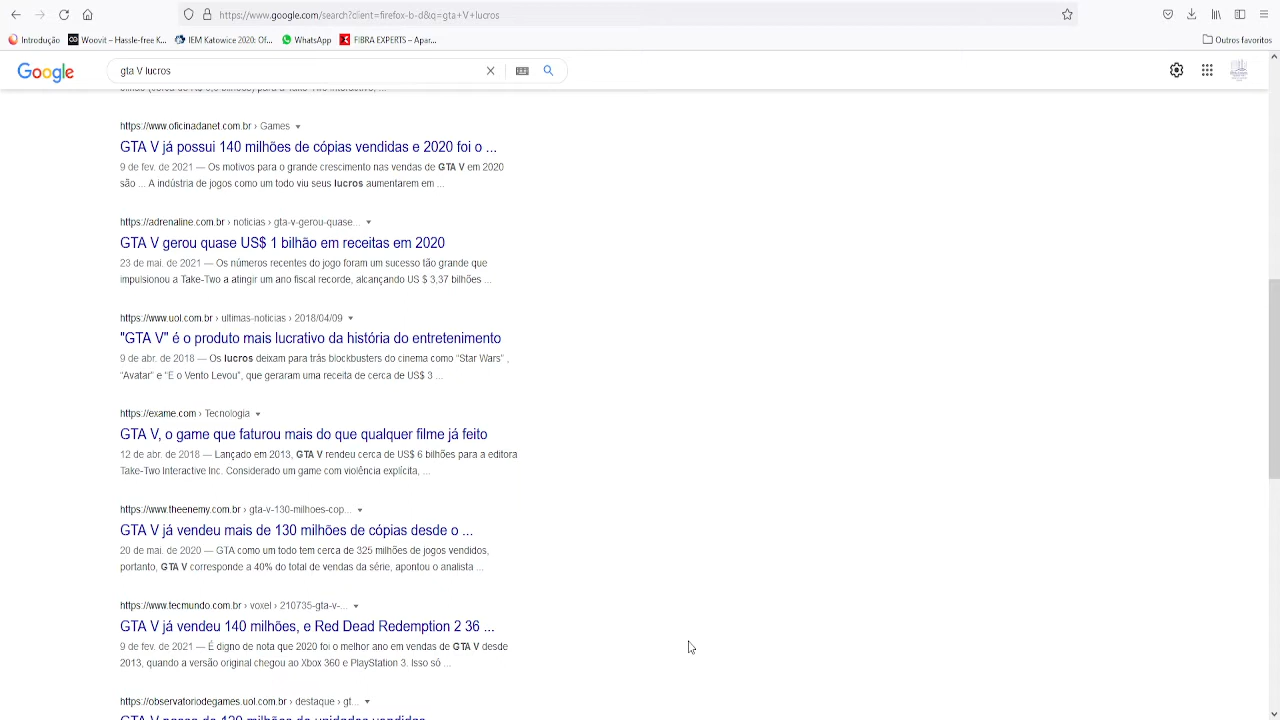 https://www.google.com/search?client=firefox-b-d&q=gta+V+lucros
Introdução
Woovit – Hassle-free K...
IEM Katowice 2020: Of...
WhatsApp
FIBRA EXPERTS – Apar...
Outros favoritos
Google
gta V lucros
https://www.oficinadanet.com.br › Games
GTA V já possui 140 milhões de cópias vendidas e 2020 foi o ...
9 de fev. de 2021 — Os motivos para o grande crescimento nas vendas de GTA V em 2020
são ... A indústria de jogos como um todo viu seus lucros aumentarem em ...
https://adrenaline.com.br › noticias › gta-v-gerou-quase...
GTA V gerou quase US$ 1 bilhão em receitas em 2020
23 de mai. de 2021 — Os números recentes do jogo foram um sucesso tão grande que
impulsionou a Take-Two a atingir um ano fiscal recorde, alcançando US $ 3,37 bilhões ...
https://www.uol.com.br › ultimas-noticias › 2018/04/09
"GTA V" é o produto mais lucrativo da história do entretenimento
9 de abr. de 2018 — Os lucros deixam para trás blockbusters do cinema como “Star Wars” ,
“Avatar” e “E o Vento Levou”, que geraram uma receita de cerca de US$ 3 ...
https://exame.com › Tecnologia
GTA V, o game que faturou mais do que qualquer filme já feito
12 de abr. de 2018 — Lançado em 2013, GTA V rendeu cerca de US$ 6 bilhões para a editora
Take-Two Interactive Inc. Considerado um game com violência explícita, ...
https://www.theenemy.com.br › gta-v-130-milhoes-cop...
GTA V já vendeu mais de 130 milhões de cópias desde o ...
20 de mai. de 2020 — GTA como um todo tem cerca de 325 milhões de jogos vendidos,
portanto, GTA V corresponde a 40% do total de vendas da série, apontou o analista ...
https://www.tecmundo.com.br › voxel › 210735-gta-v-...
GTA V já vendeu 140 milhões, e Red Dead Redemption 2 36 ...
9 de fev. de 2021 — É digno de nota que 2020 foi o melhor ano em vendas de GTA V desde
2013, quando a versão original chegou ao Xbox 360 e PlayStation 3. Isso só ...
https://observatoriodegames.uol.com.br › destaque › gt...